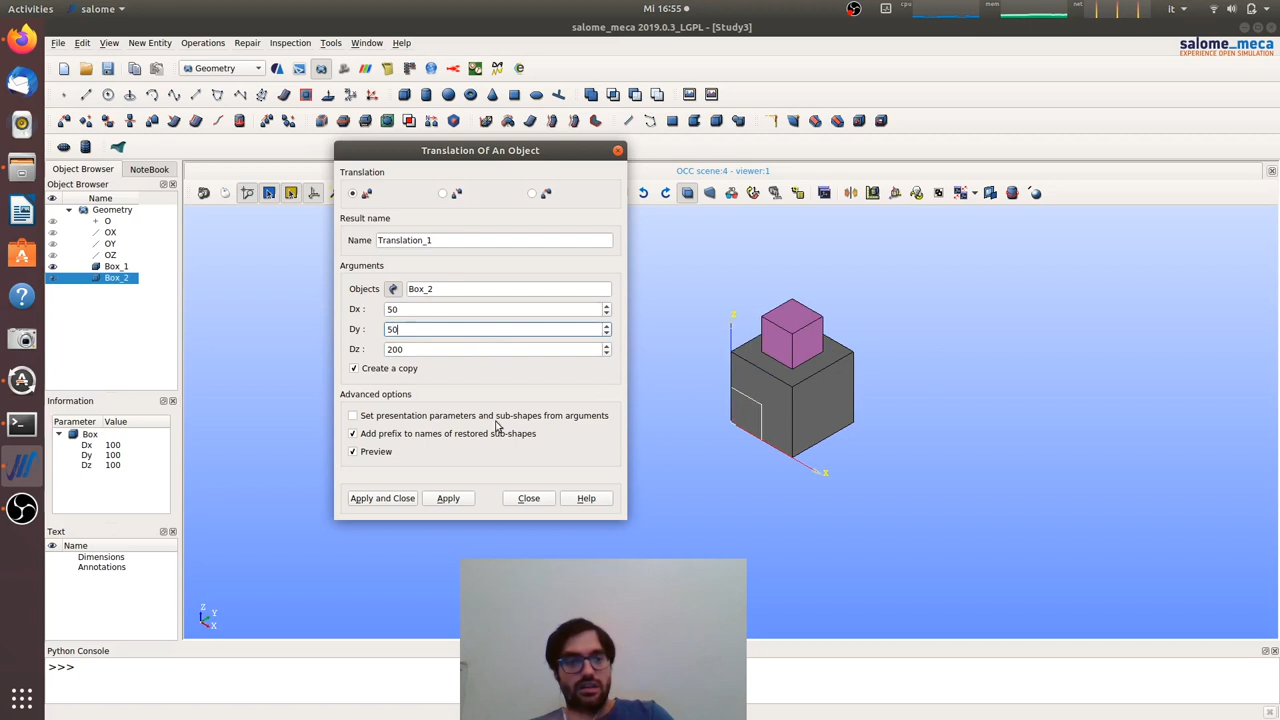 Activities
salome
Mi 16:55
cpu
mem
net
it
salome_meca 2019.0.3_LGPL - [Study3]
File Edit View New Entity Operations Repair Inspection Tools Window Help
salome_meca
EXPERIENCE OPEN SIMULATION
Geometry
Object Browser
NoteBook
Object Browser
Name
Geometry
O
OX
OY
OZ
Box_1
Box_2
Information
Parameter Value
Box
Dx 100
Dy 100
Dz 100
Text
Name
Dimensions
Annotations
Translation Of An Object
Translation
Result name
Name Translation_1
Arguments
Objects Box_2
Dx : 50
Dy : 50
Dz : 200
Create a copy
Advanced options
Set presentation parameters and sub-shapes from arguments
Add prefix to names of restored sub-shapes
Preview
Apply and Close
Apply
Close
Help
OCC scene:4 - viewer:1
Z
X
Z
Y
X
Python Console
>>>